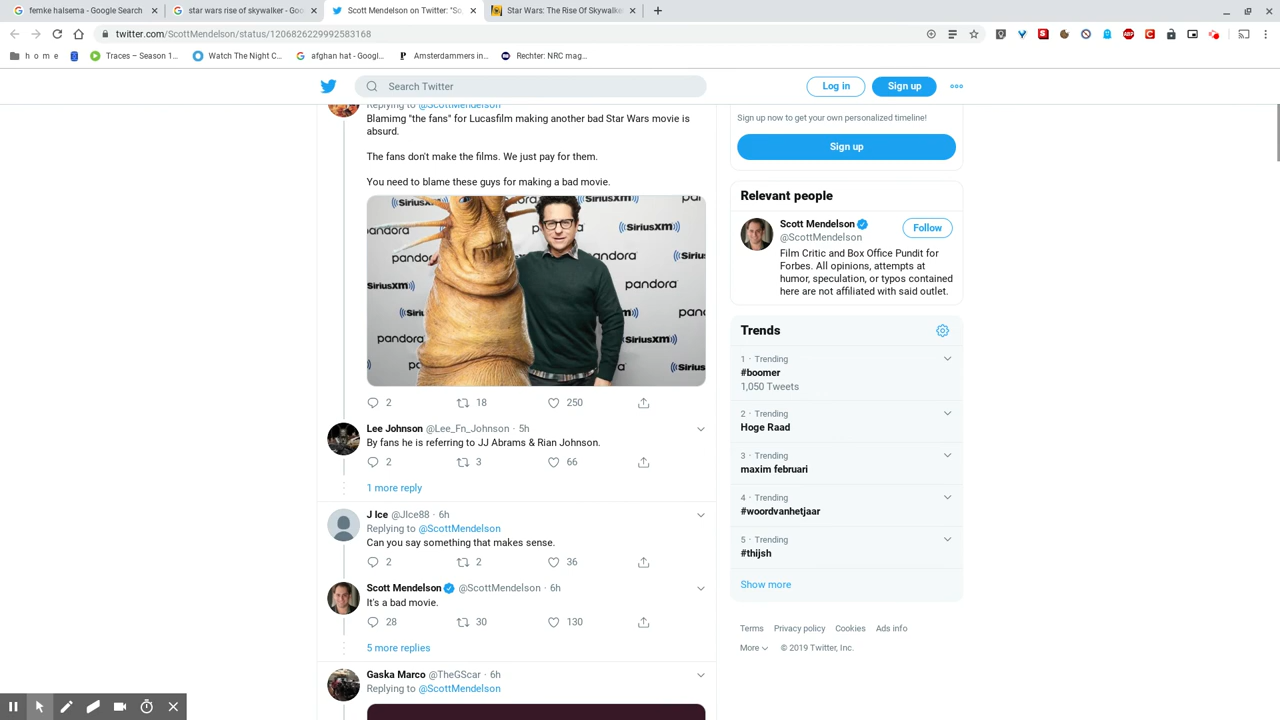 femke halsema - Google Search
star wars rise of skywalker - Goo
Scott Mendelson on Twitter: "So
Star Wars: The Rise Of Skywalke
twitter.com/ScottMendelson/status/1206826229992583168
h o m e
Traces – Season 1...
Watch The Night C...
afghan hat - Googl...
Amsterdammers in...
Rechter: NRC mag...
Search Twitter
Log in
Sign up
Replying to @ScottMendelson
Blamimg "the fans" for Lucasfilm making another bad Star Wars movie is
absurd.
The fans don't make the films. We just pay for them.
You need to blame these guys for making a bad movie.
SiriusXM
pandora
2
18
250
Lee Johnson @Lee_Fn_Johnson · 5h
By fans he is referring to JJ Abrams & Rian Johnson.
2
3
66
1 more reply
J Ice @JIce88 · 6h
Replying to @ScottMendelson
Can you say something that makes sense.
2
2
36
Scott Mendelson @ScottMendelson · 6h
It's a bad movie.
28
30
130
5 more replies
Gaska Marco @TheGScar · 6h
Replying to @ScottMendelson
Sign up now to get your own personalized timeline!
Sign up
Relevant people
Scott Mendelson
@ScottMendelson
Follow
Film Critic and Box Office Pundit for
Forbes. All opinions, attempts at
humor, speculation, or typos contained
here are not affiliated with said outlet.
Trends
1 · Trending
#boomer
1,050 Tweets
2 · Trending
Hoge Raad
3 · Trending
maxim februari
4 · Trending
#woordvanhetjaar
5 · Trending
#thijsh
Show more
Terms Privacy policy Cookies Ads info
More © 2019 Twitter, Inc.